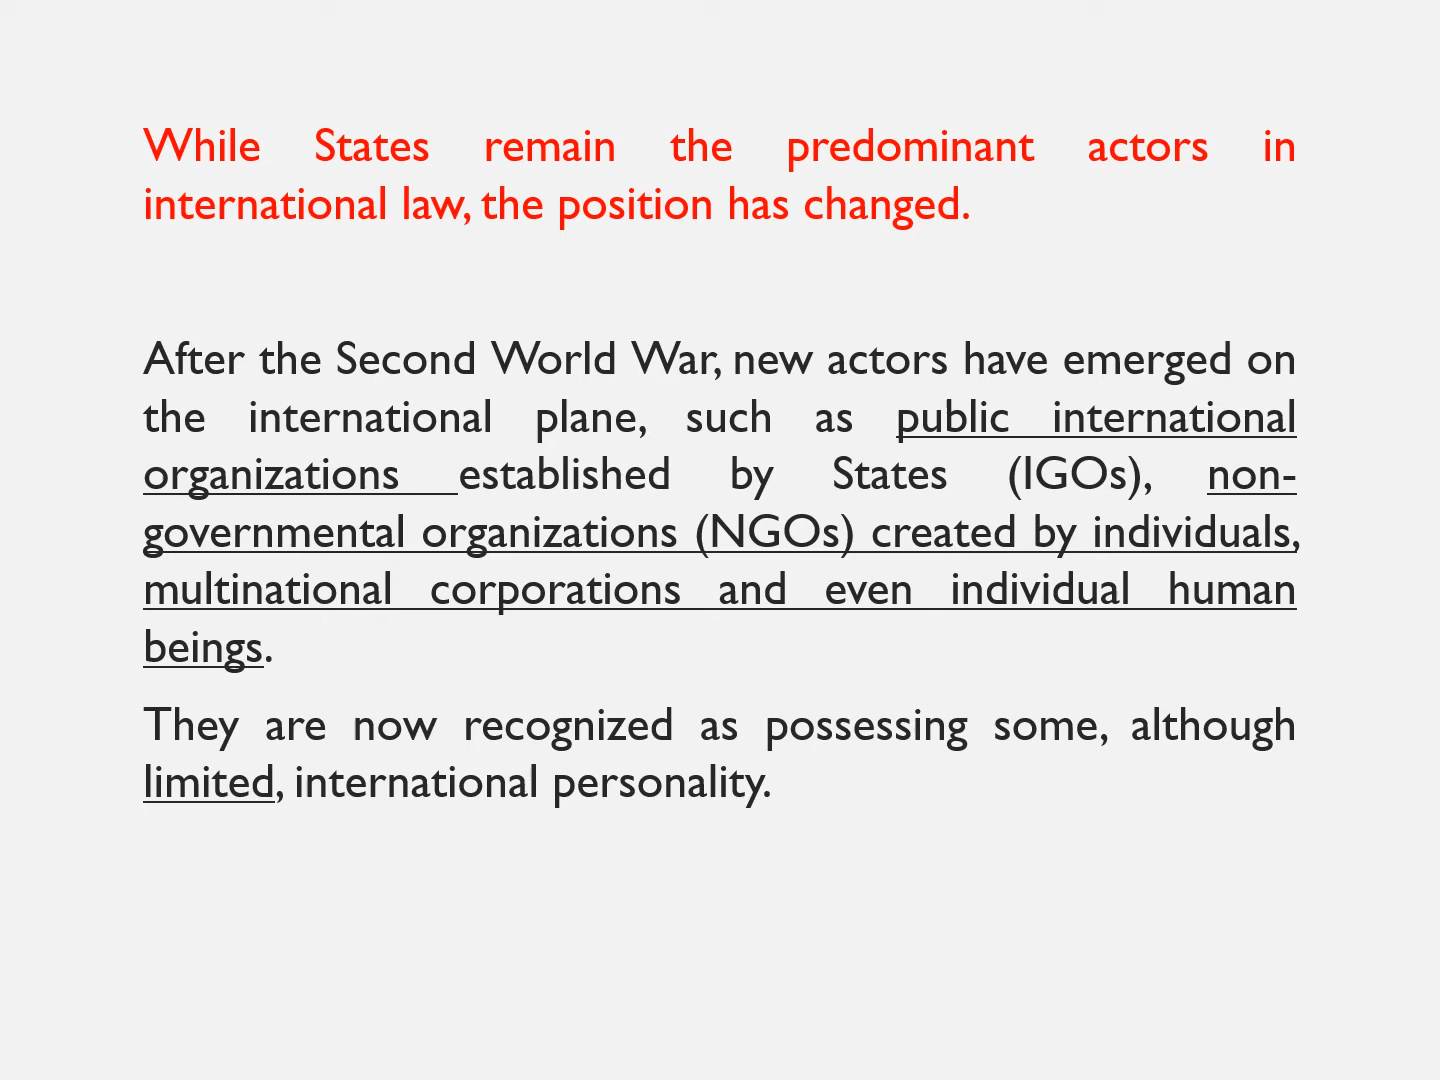 While States remain the predominant actors in
international law, the position has changed.
After the Second World War, new actors have emerged on
the international plane, such as public international
organizations established by States (IGOs), non-
governmental organizations (NGOs) created by individuals,
multinational corporations and even individual human
beings.
They are now recognized as possessing some, although
limited, international personality.